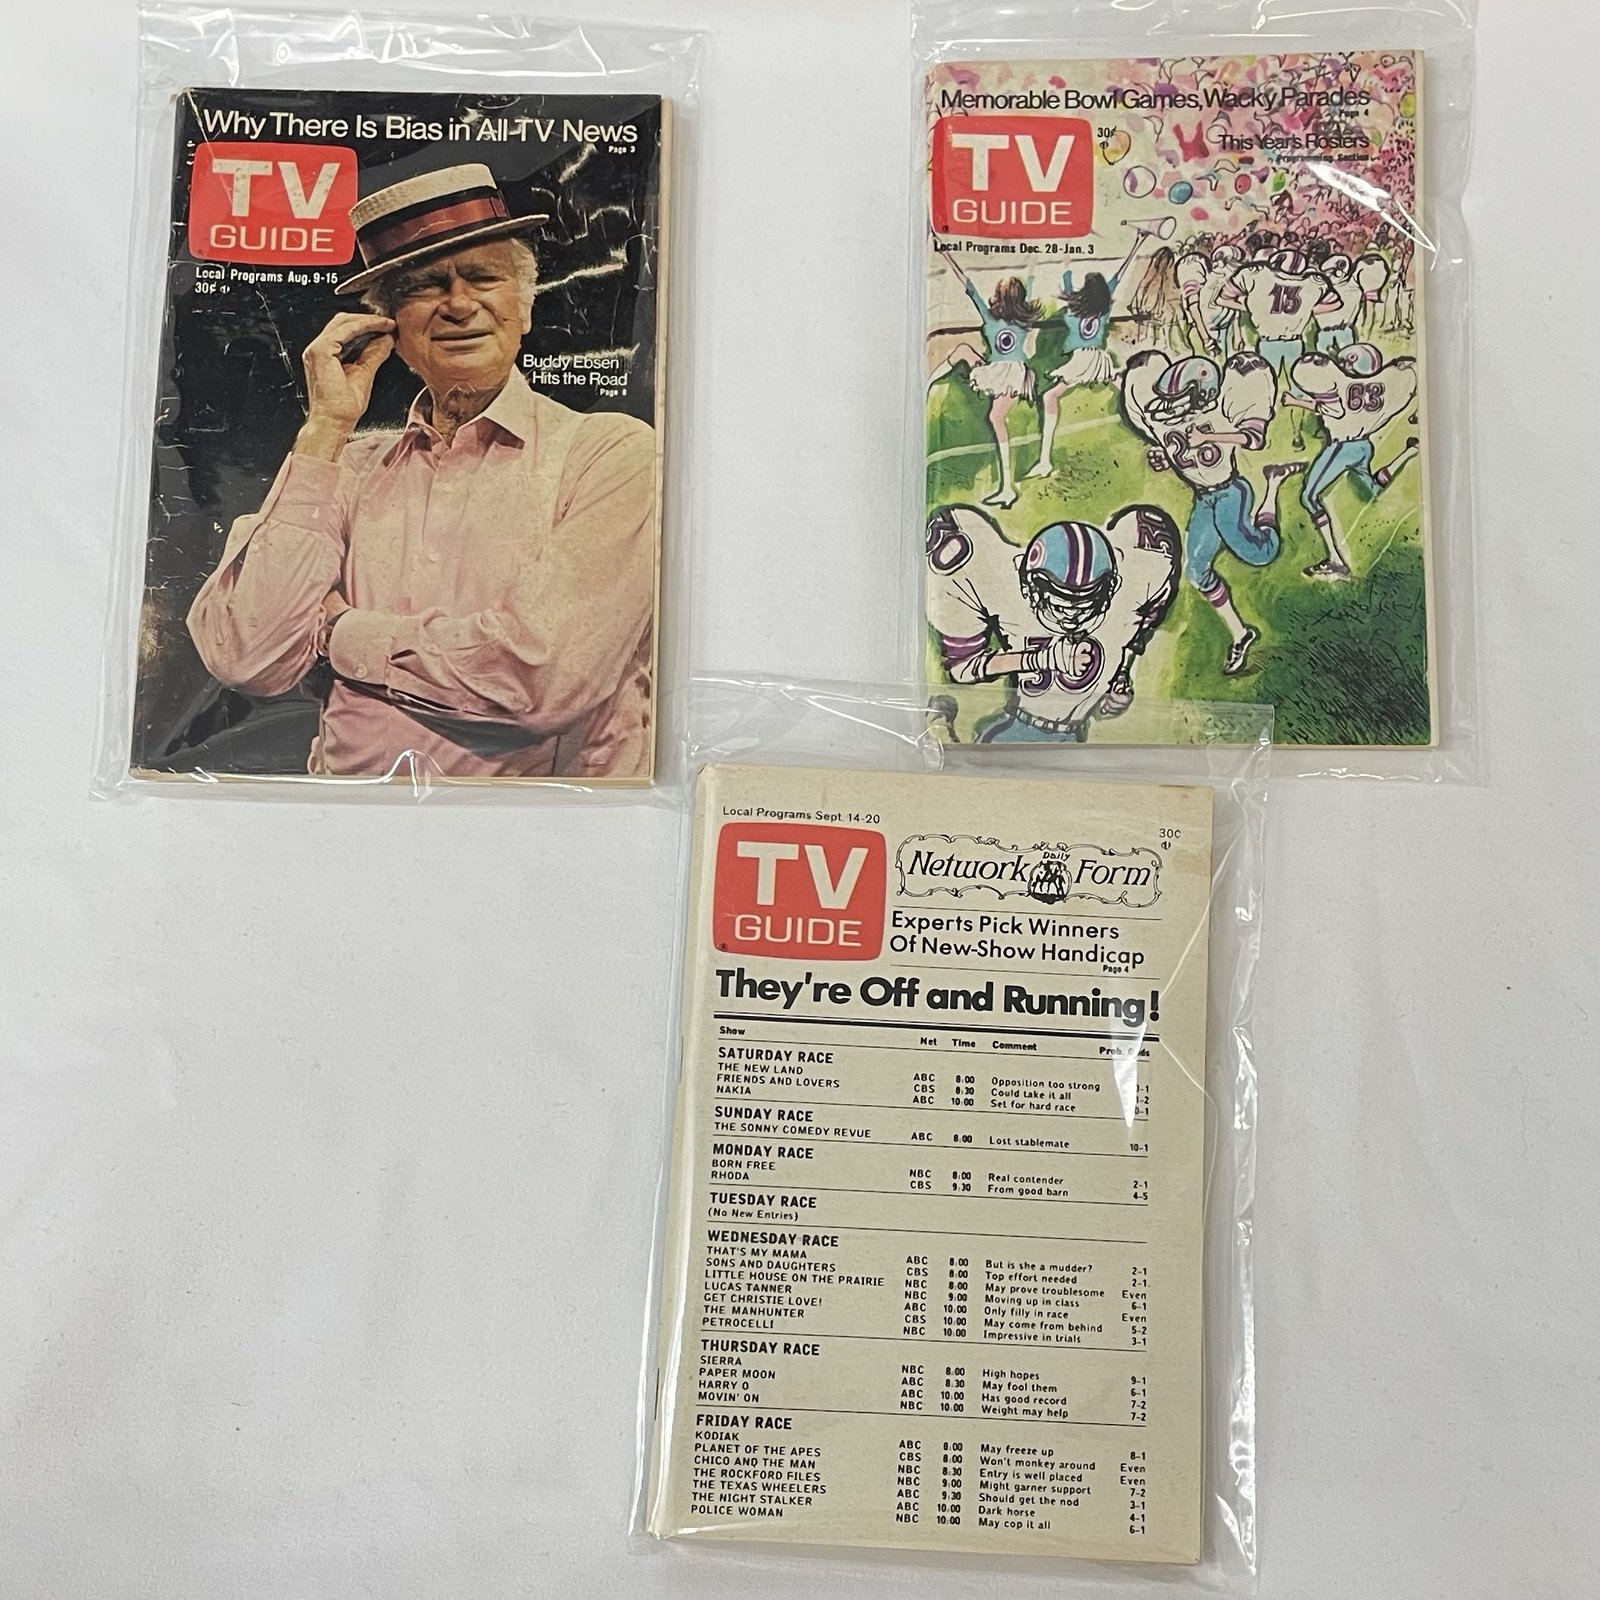 Why There Is Bias in All-TV News
Page 3
TV
GUIDE
®
Local Programs Aug. 9-15
30¢
Buddy Ebsen
Hits the Road
Page 8
Memorable Bowl Games, Wacky Parades
Page 4
TV
GUIDE
®
30¢
This Year's Rosters
Programming Section
Local Programs Dec. 28-Jan. 3
13
63
26
30
Local Programs Sept. 14-20
30¢
TV
GUIDE
®
Network Daily Form
Experts Pick Winners
Of New-Show Handicap
Page 4
They're Off and Running!
Show Net Time Comment Prob. Odds
SATURDAY RACE
THE NEW LAND ABC 8:00 Opposition too strong
FRIENDS AND LOVERS CBS 8:30 Could take it all
NAKIA ABC 10:00 Set for hard race
SUNDAY RACE
THE SONNY COMEDY REVUE ABC 8:00 Lost stablemate 10-1
MONDAY RACE
BORN FREE NBC 8:00 Real contender 2-1
RHODA CBS 9:30 From good barn 4-5
TUESDAY RACE
(No New Entries)
WEDNESDAY RACE
THAT'S MY MAMA ABC 8:00 But is she a mudder? 2-1
SONS AND DAUGHTERS CBS 8:00 Top effort needed 2-1
LITTLE HOUSE ON THE PRAIRIE NBC 8:00 May prove troublesome Even
LUCAS TANNER NBC 9:00 Moving up in class 6-1
GET CHRISTIE LOVE! ABC 10:00 Only filly in race Even
THE MANHUNTER CBS 10:00 May come from behind 5-2
PETROCELLI NBC 10:00 Impressive in trials 3-1
THURSDAY RACE
SIERRA NBC 8:00 High hopes 9-1
PAPER MOON ABC 8:30 May fool them 6-1
HARRY O ABC 10:00 Has good record 7-2
MOVIN' ON NBC 10:00 Weight may help 7-2
FRIDAY RACE
KODIAK ABC 8:00 May freeze up 8-1
PLANET OF THE APES CBS 8:00 Won't monkey around Even
CHICO AND THE MAN NBC 8:30 Entry is well placed Even
THE ROCKFORD FILES NBC 9:00 Might garner support 7-2
THE TEXAS WHEELERS ABC 9:30 Should get the nod 3-1
THE NIGHT STALKER ABC 10:00 Dark horse 4-1
POLICE WOMAN NBC 10:00 May cop it all 6-1